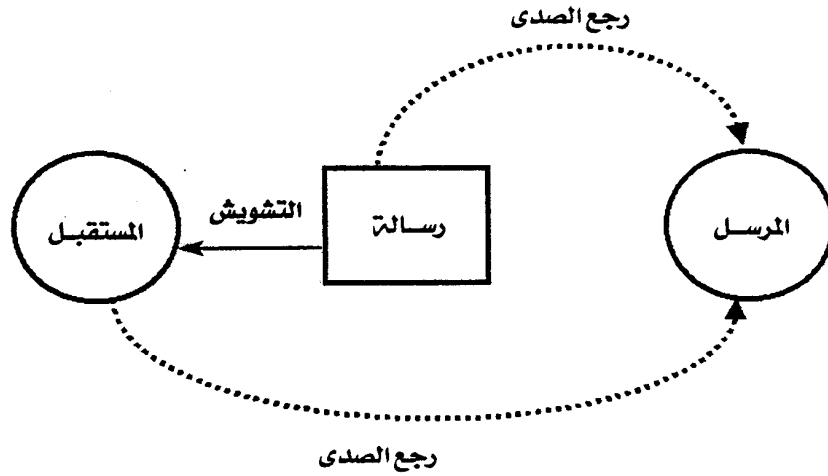 رجع الصدى
المرسل
رسالة
التشويش
المستقبل
رجع الصدى